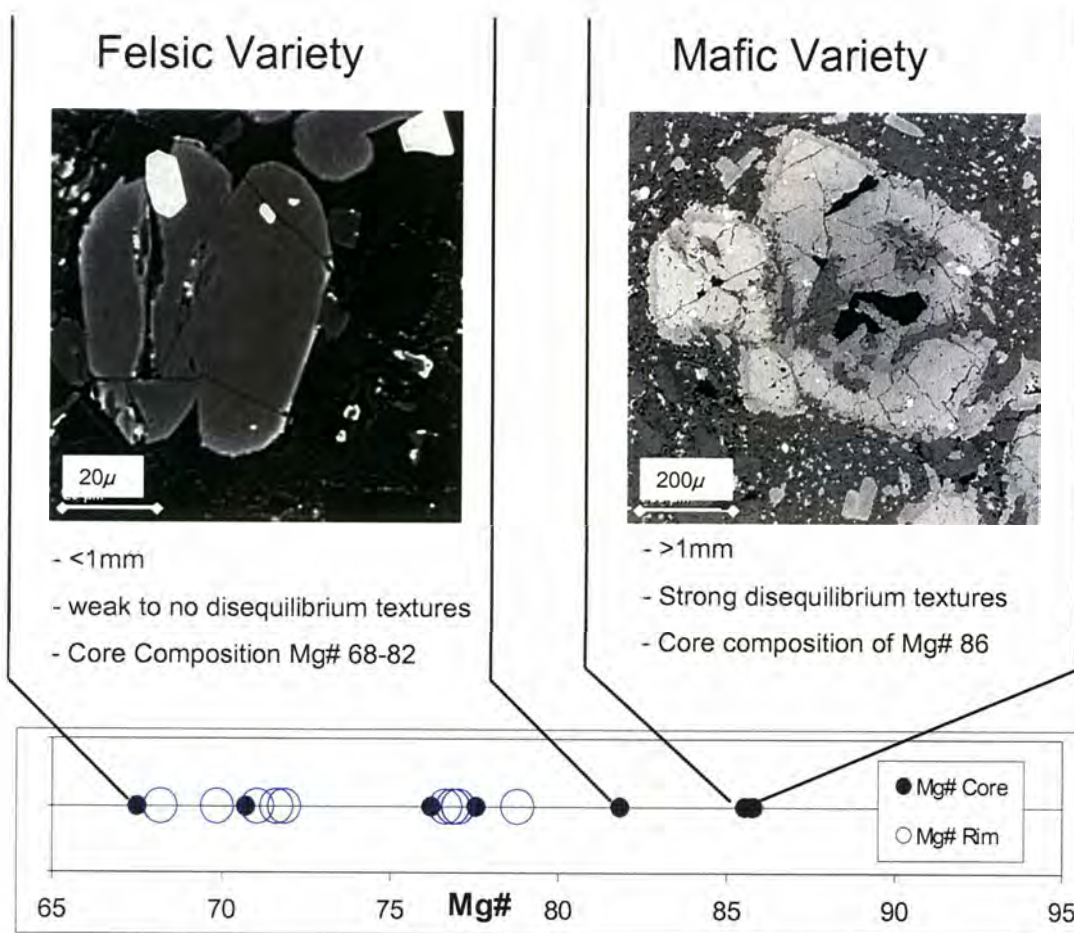 Felsic Variety
Mafic Variety
20µ
200µ
- <1mm
- weak to no disequilibrium textures
- Core Composition Mg# 68-82
- >1mm
- Strong disequilibrium textures
- Core composition of Mg# 86
Mg# Core
Mg# Rim
65 70 75 80 85 90 95
Mg#